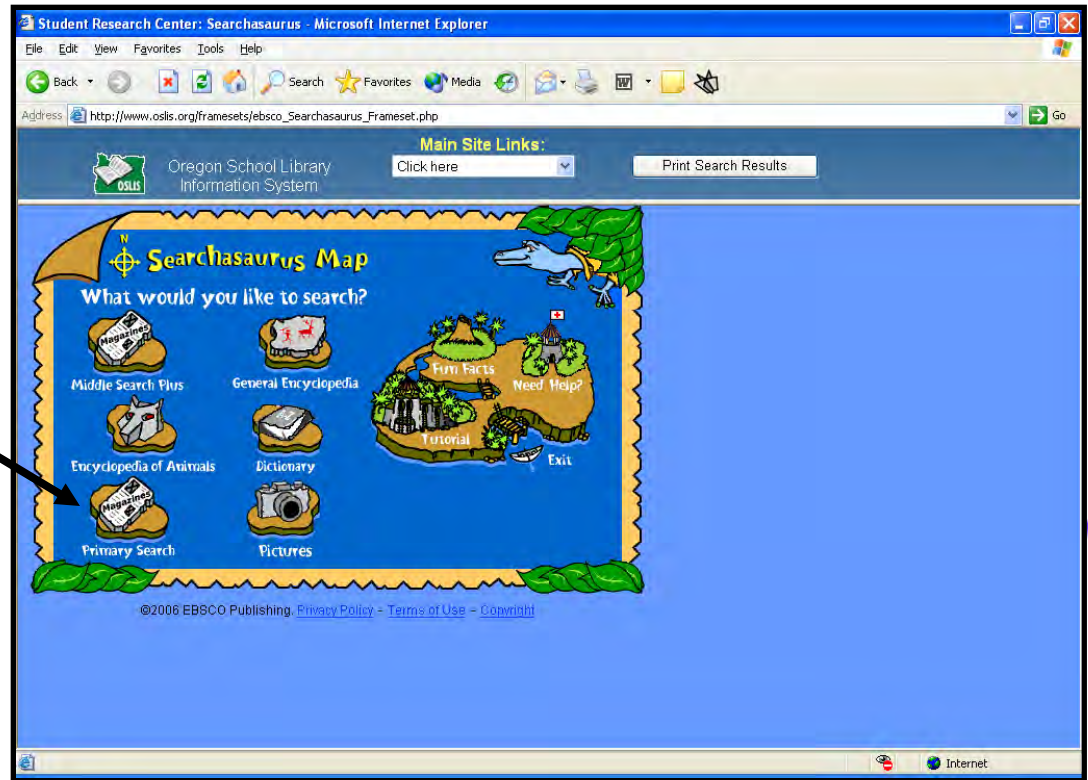 Student Research Center: Searchasaurus - Microsoft Internet Explorer
File Edit View Favorites Tools Help
Back Search Favorites Media
Address http://www.oslis.org/framesets/ebsco_Searchasaurus_Frameset.php Go
Main Site Links:
OSLIS
Oregon School Library
Information System
Click here
Print Search Results
N
Searchasaurus Map
What would you like to search?
Magazines
Middle Search Plus
General Encyclopedia
Fun Facts
Need Help?
Encyclopedia of Animals
Dictionary
Tutorial
Exit
Magazines
Primary Search
Pictures
©2006 EBSCO Publishing. Privacy Policy - Terms of Use - Copyright
Internet